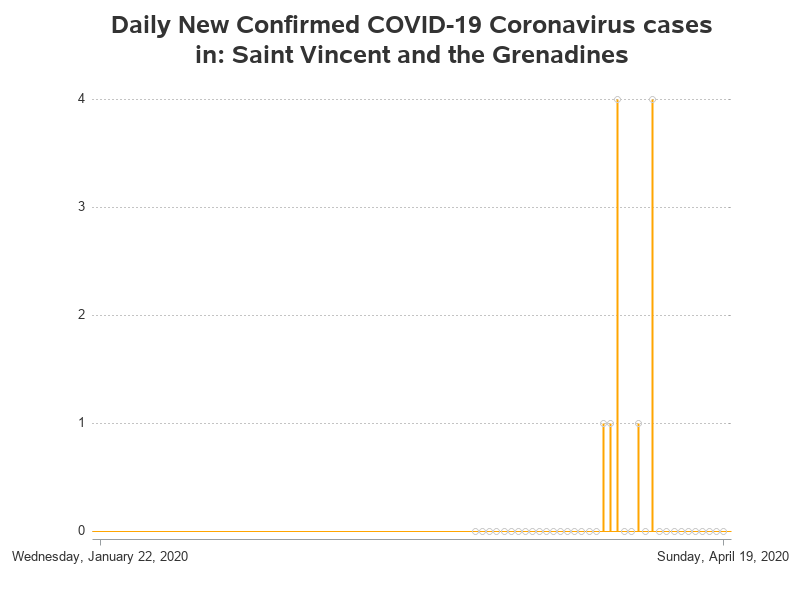 Daily New Confirmed COVID-19 Coronavirus cases
in: Saint Vincent and the Grenadines
4
3
2
1
0
Wednesday, January 22, 2020
Sunday, April 19, 2020